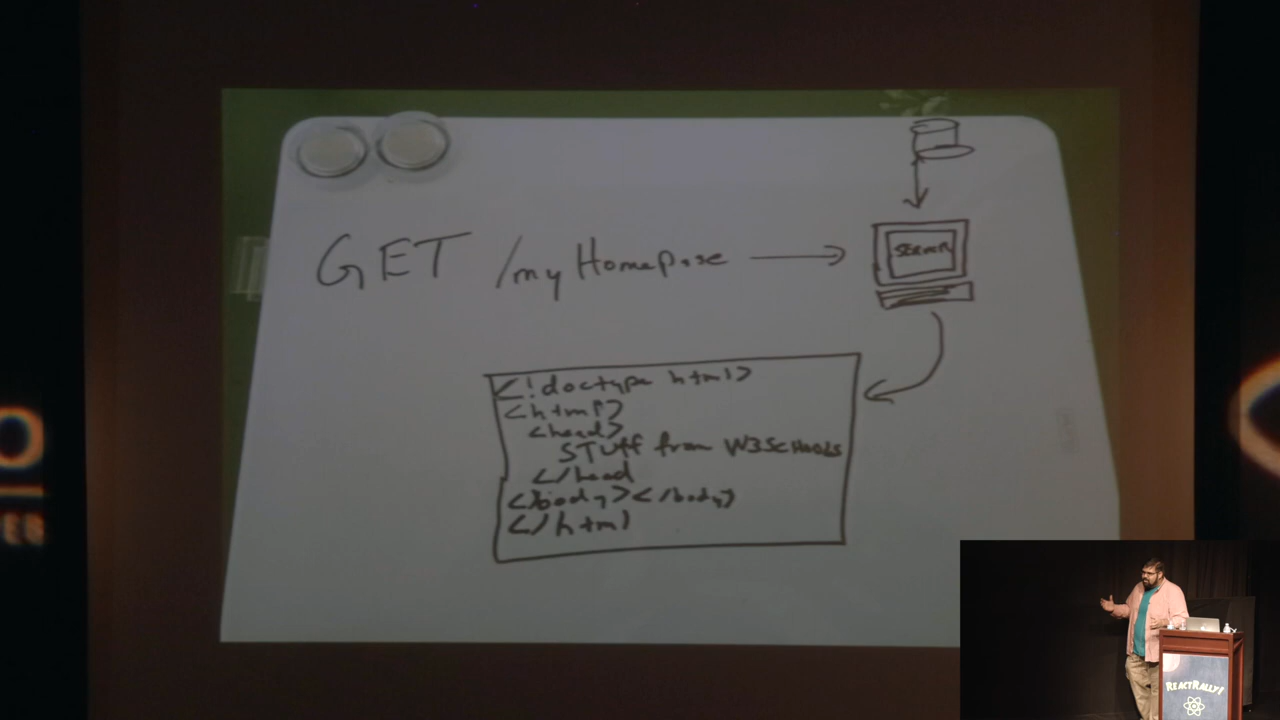 GET /myHomepage
SERVER
<!doctype html>
<html>
<head>
STUFF from W3SCHOOLS
</head
</body></body>
</html
REACTRALLY!